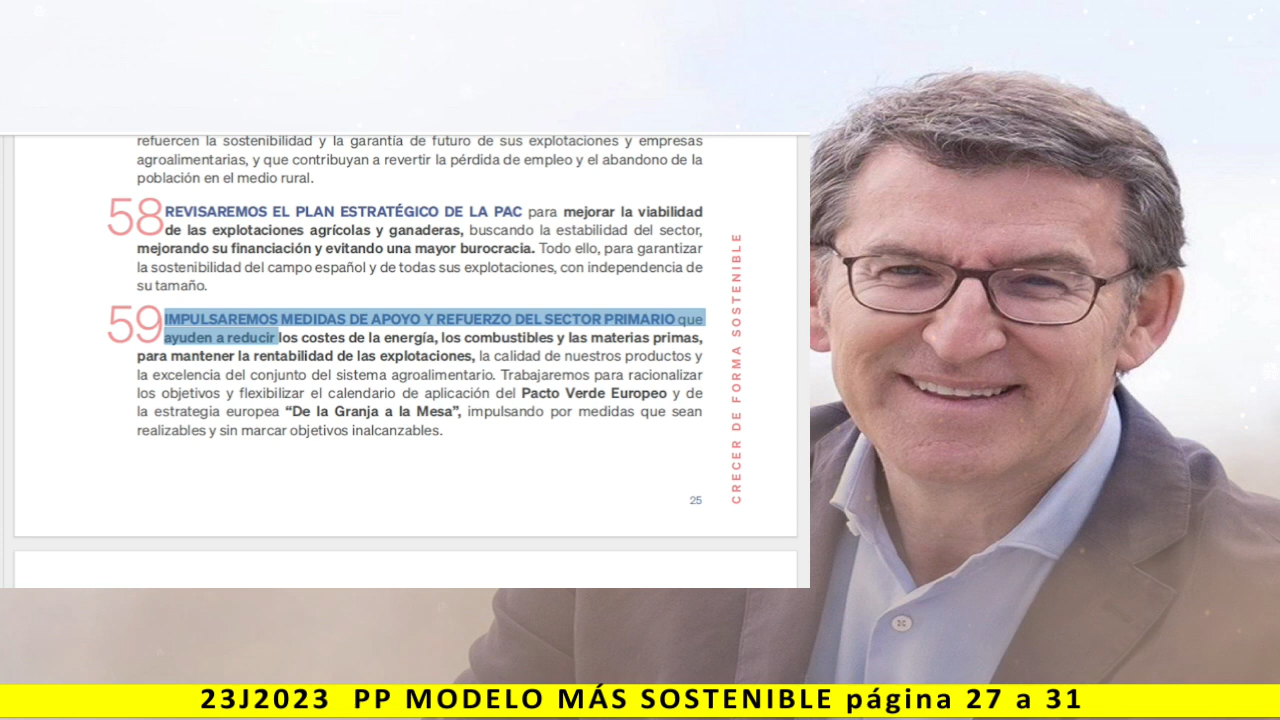 refuercen la sostenibilidad y la garantía de futuro de sus explotaciones y empresas
agroalimentarias, y que contribuyan a revertir la pérdida de empleo y el abandono de la
población en el medio rural.
58 REVISAREMOS EL PLAN ESTRATÉGICO DE LA PAC para mejorar la viabilidad
de las explotaciones agrícolas y ganaderas, buscando la estabilidad del sector,
mejorando su financiación y evitando una mayor burocracia. Todo ello, para garantizar
la sostenibilidad del campo español y de todas sus explotaciones, con independencia de
su tamaño.
59 IMPULSAREMOS MEDIDAS DE APOYO Y REFUERZO DEL SECTOR PRIMARIO que
ayuden a reducir los costes de la energía, los combustibles y las materias primas,
para mantener la rentabilidad de las explotaciones, la calidad de nuestros productos y
la excelencia del conjunto del sistema agroalimentario. Trabajaremos para racionalizar
los objetivos y flexibilizar el calendario de aplicación del Pacto Verde Europeo y de
la estrategia europea “De la Granja a la Mesa”, impulsando por medidas que sean
realizables y sin marcar objetivos inalcanzables.
25
CRECER DE FORMA SOSTENIBLE
23J2023 PP MODELO MÁS SOSTENIBLE página 27 a 31